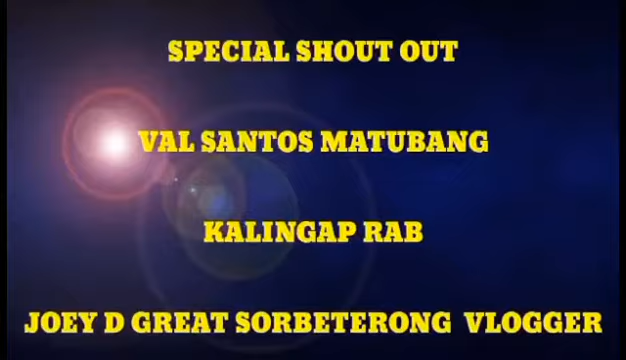 SPECIAL SHOUT OUT
VAL SANTOS MATUBANG
KALINGAP RAB
JOEY D GREAT SORBETERONG VLOGGER